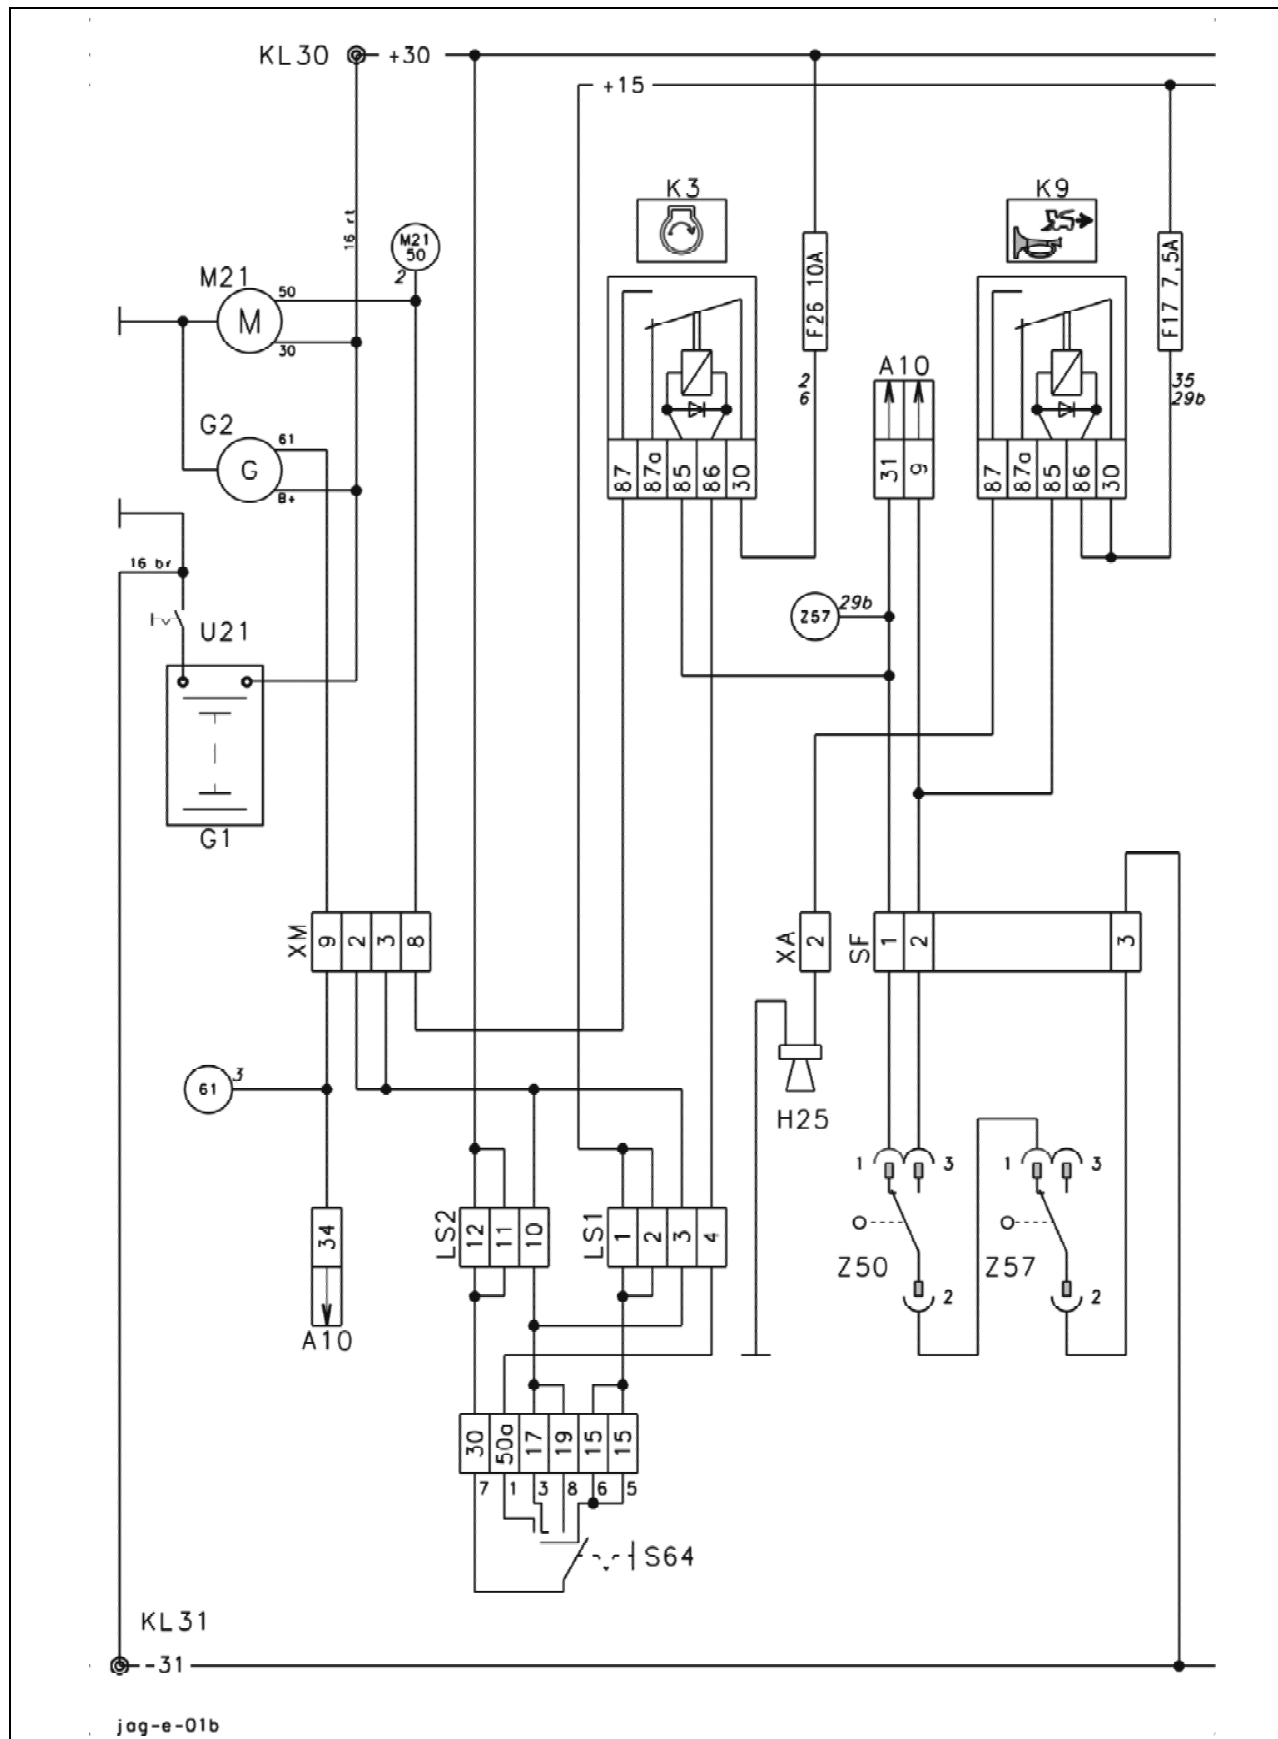 KL30 +30
+15
K3
K9
16 rt
M21
50
2
M21
50
M
30
F26 10A
F17 7,5A
A10
2
6
35
29b
G2
61
G
B+
87 87a 85 86 30
31 9
87 87a 85 86 30
16 br
Z57 29b
U21
G1
XM 9 2 3 8
XA 2
SF 1 2 3
61 3
H25
1 3
1 3
34
LS2 12 11 10
LS1 1 2 3 4
Z50
Z57
2
2
A10
30 50a 17 19 15 15
7 1 3 8 6 5
S64
KL31
-31
jag-e-01b